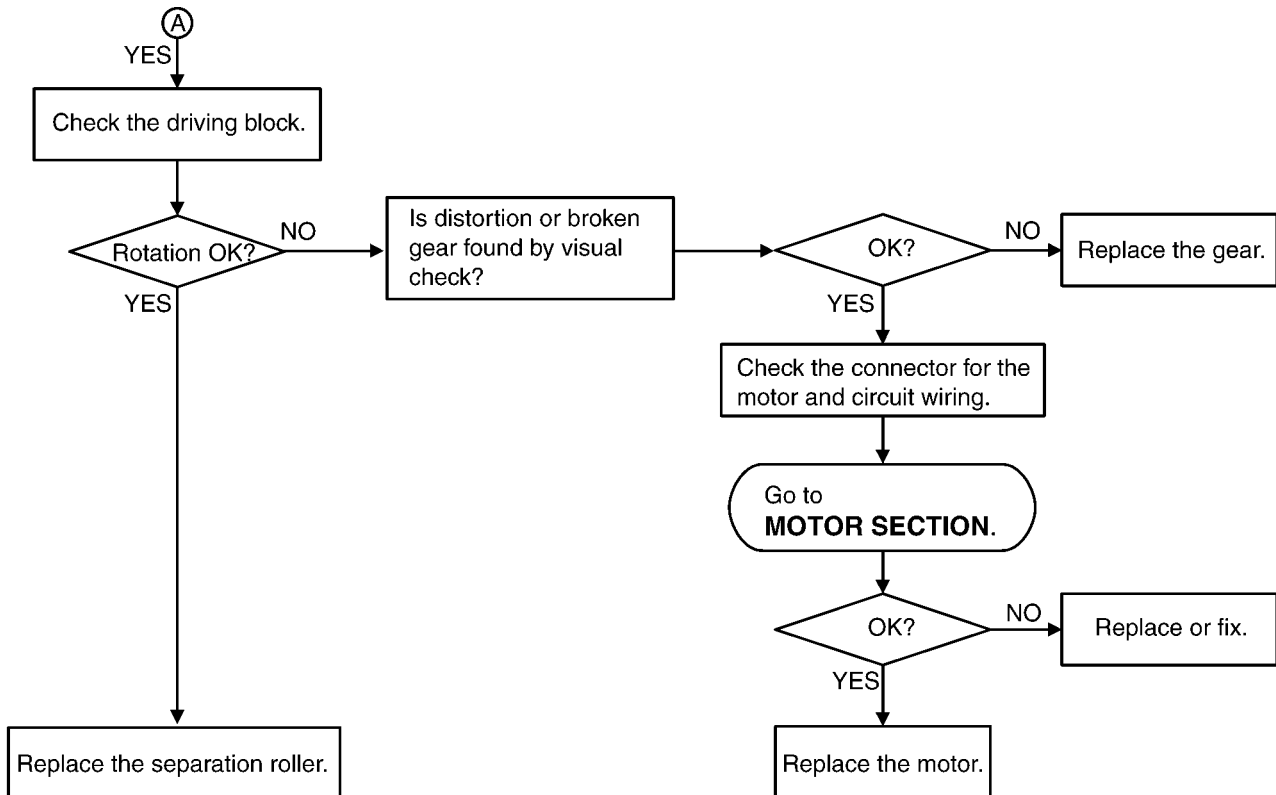 A
YES
Check the driving block.
Rotation OK?
NO
Is distortion or broken
gear found by visual
check?
OK?
NO
Replace the gear.
YES
YES
Check the connector for the
motor and circuit wiring.
Go to
MOTOR SECTION.
OK?
NO
Replace or fix.
YES
Replace the separation roller.
Replace the motor.